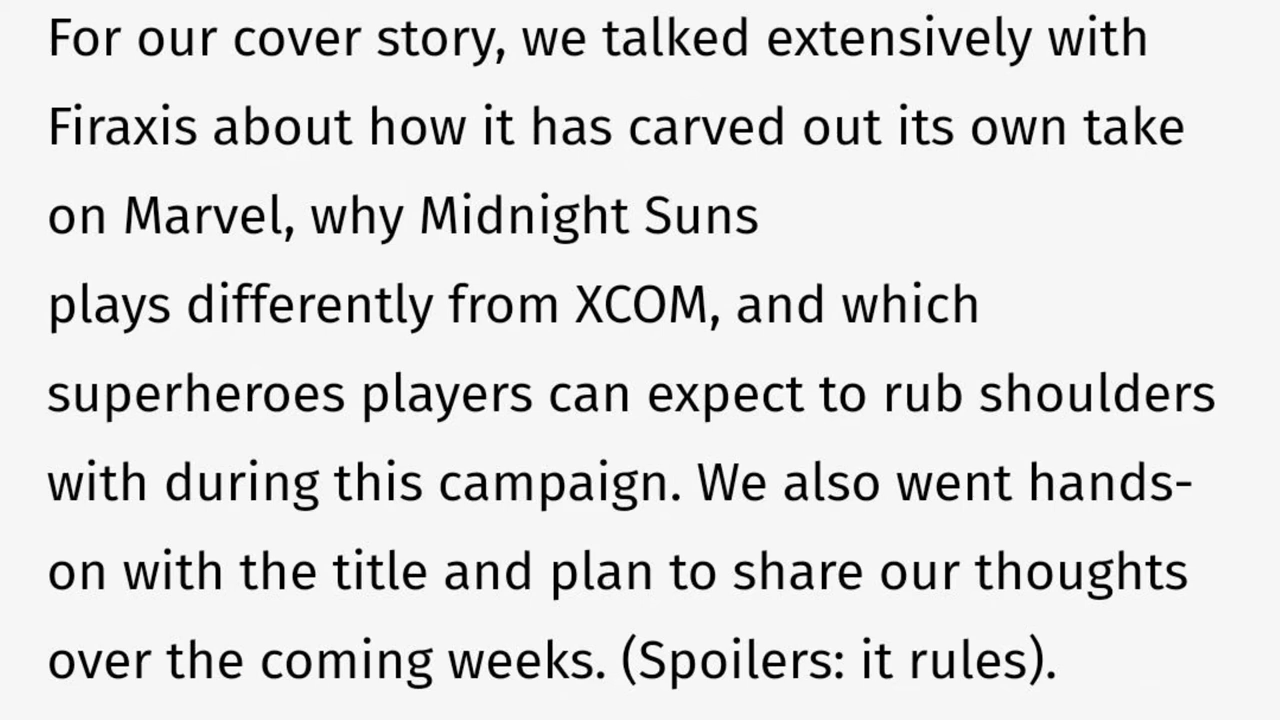 For our cover story, we talked extensively with
Firaxis about how it has carved out its own take
on Marvel, why Midnight Suns
plays differently from XCOM, and which
superheroes players can expect to rub shoulders
with during this campaign. We also went hands-
on with the title and plan to share our thoughts
over the coming weeks. (Spoilers: it rules).